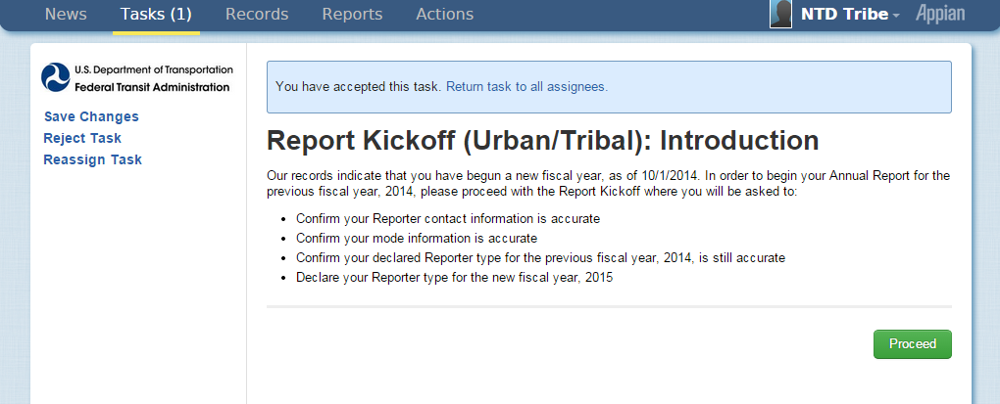 News Tasks (1) Records Reports Actions NTD Tribe Appian
U.S. Department of Transportation
Federal Transit Administration
Save Changes
Reject Task
Reassign Task
You have accepted this task. Return task to all assignees.
Report Kickoff (Urban/Tribal): Introduction
Our records indicate that you have begun a new fiscal year, as of 10/1/2014. In order to begin your Annual Report for the
previous fiscal year, 2014, please proceed with the Report Kickoff where you will be asked to:
• Confirm your Reporter contact information is accurate
• Confirm your mode information is accurate
• Confirm your declared Reporter type for the previous fiscal year, 2014, is still accurate
• Declare your Reporter type for the new fiscal year, 2015
Proceed